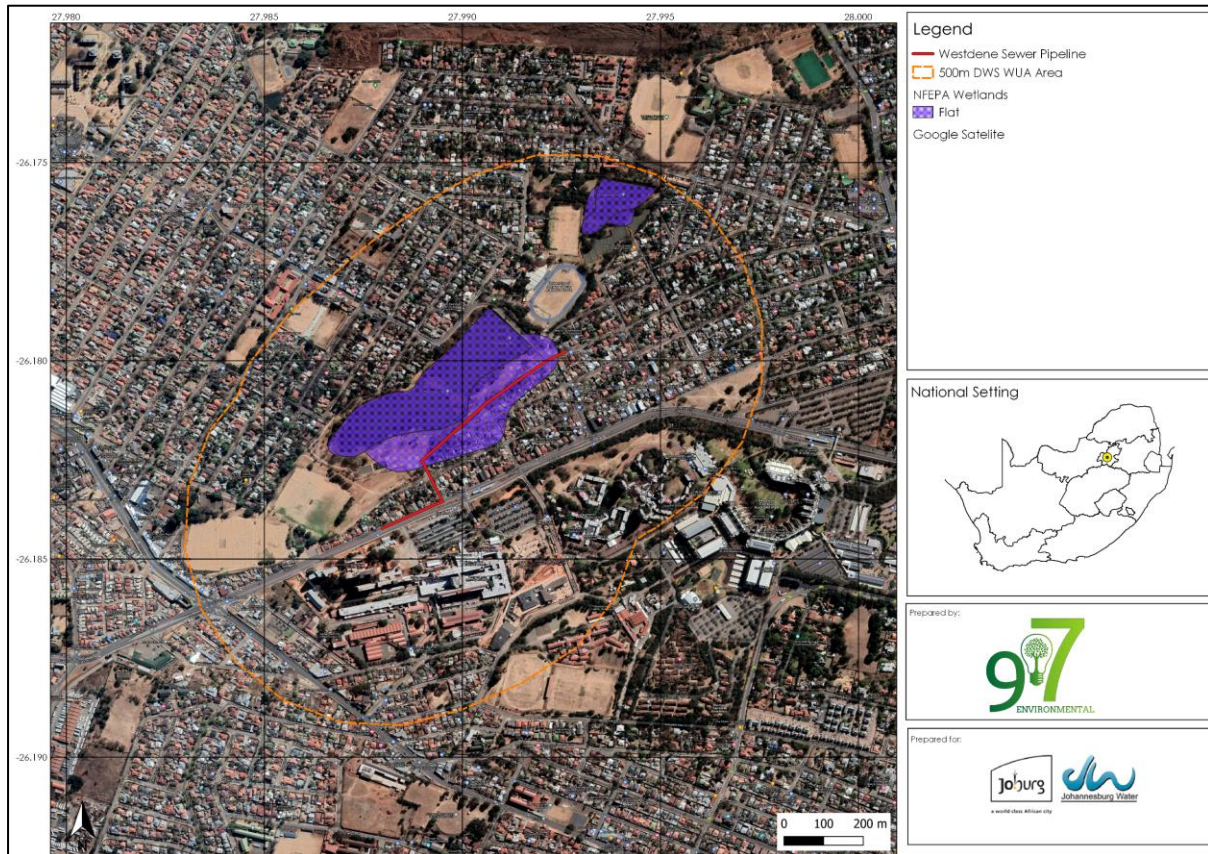 27.980 27.985 27.990 27.995 28.000
-26.175
-26.180
-26.185
-26.190
0 100 200 m
Legend
Westdene Sewer Pipeline
500m DWS WUA Area
NFEPA Wetlands
Flat
Google Satelite
National Setting
Prepared by:
97
ENVIRONMENTAL
Prepared for:
Joburg
a world class African city
Johannesburg Water